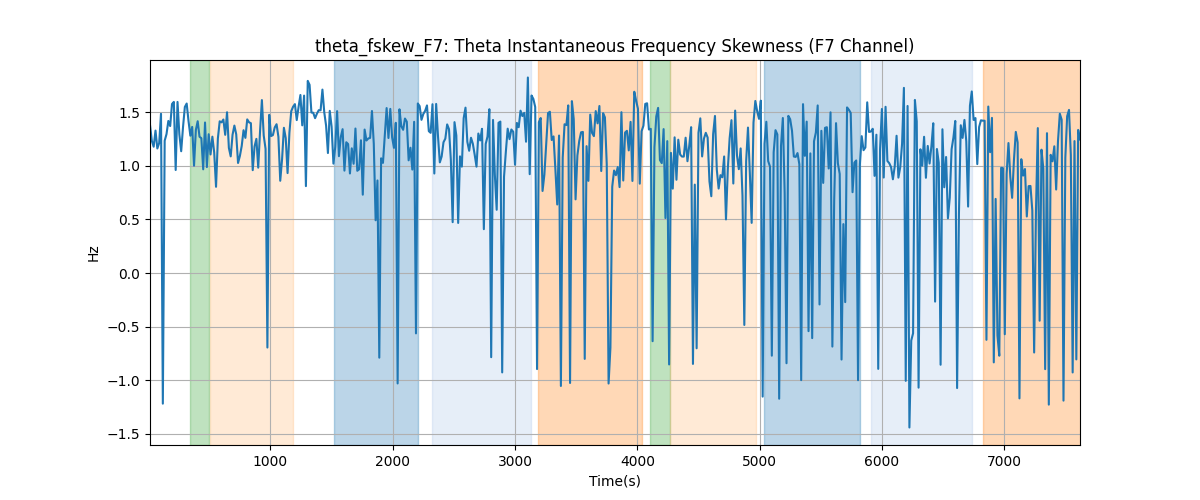 theta_fskew_F7: Theta Instantaneous Frequency Skewness (F7 Channel)
1.5
1.0
0.5
0.0
−0.5
−1.0
−1.5
Hz
1000 2000 3000 4000 5000 6000 7000
Time(s)